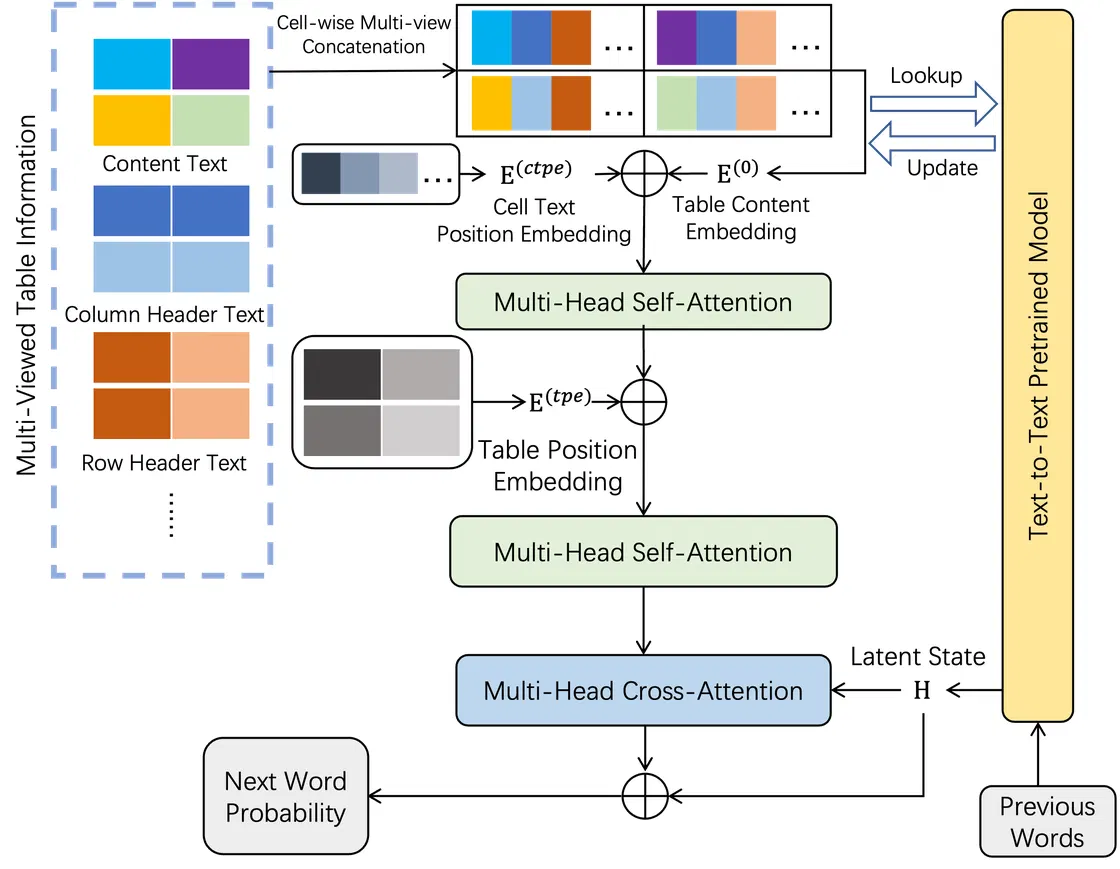 Multi-Viewed Table Information
Content Text
Column Header Text
Row Header Text
......
Cell-wise Multi-view
Concatenation
... ...
... ...
Lookup
Update
...
E(ctpe)
E(0)
Cell Text
Position Embedding
Table Content
Embedding
Multi-Head Self-Attention
E(tpe)
Table Position
Embedding
Multi-Head Self-Attention
Multi-Head Cross-Attention
Latent State
H
Text-to-Text Pretrained Model
Next Word
Probability
Previous
Words